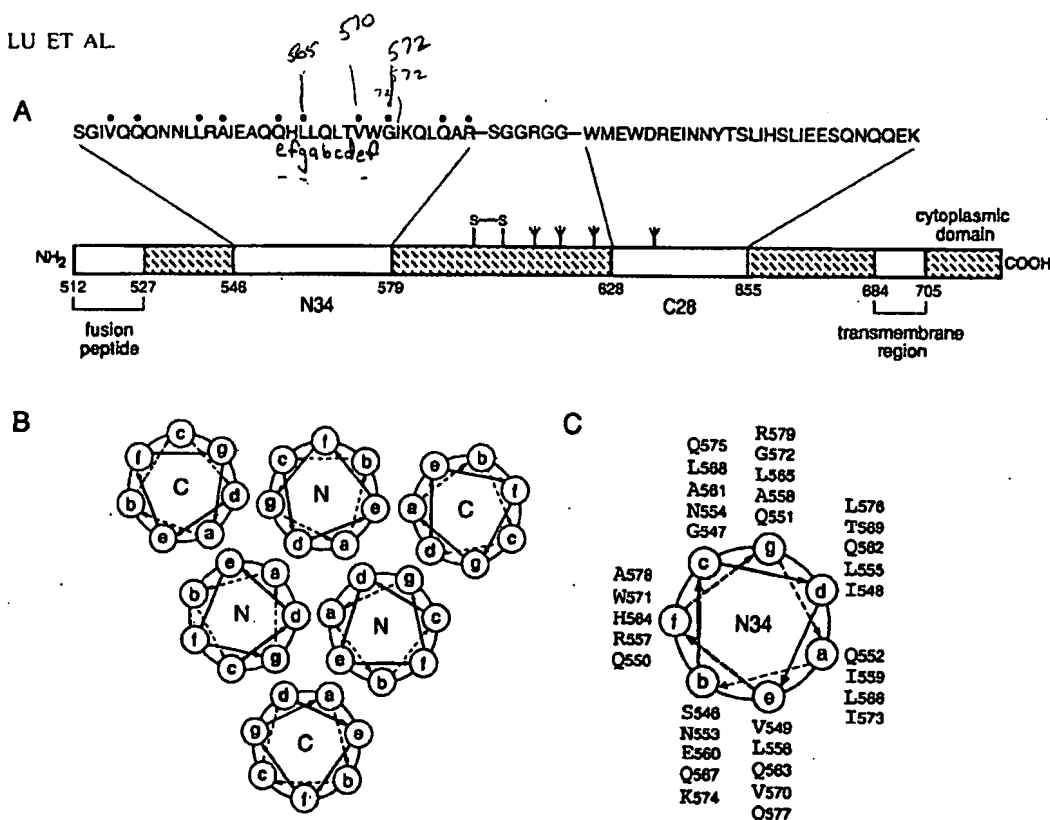 LU ET AL.
565 510 572
572
74
A
SGIVQQQNNLLRAIEAQQHLLQLTVWGIKQLQAR—SGGRGG—WMEWDREINNYTSLIHSLIEESQNQQEK
efgabcdef
S—S
cytoplasmic
domain
NH2 COOH
512 527 546 579 628 655 684 705
N34 C28
fusion
peptide
transmembrane
region
B
c g d a e b f
C
f b e a d g c
N
b f c g d a e
C
e a d g c f b
N
d g c f b e a
N
d a e b f c g
C
C
Q575
L568
A561
N554
G547
R579
G572
L565
A558
Q551
L576
T569
Q562
L555
I548
A578
W571
H564
R557
Q550
c g d a e b f
N34
Q552
I559
L566
I573
S546
N553
E560
Q567
K574
V549
L556
Q563
V570
Q577